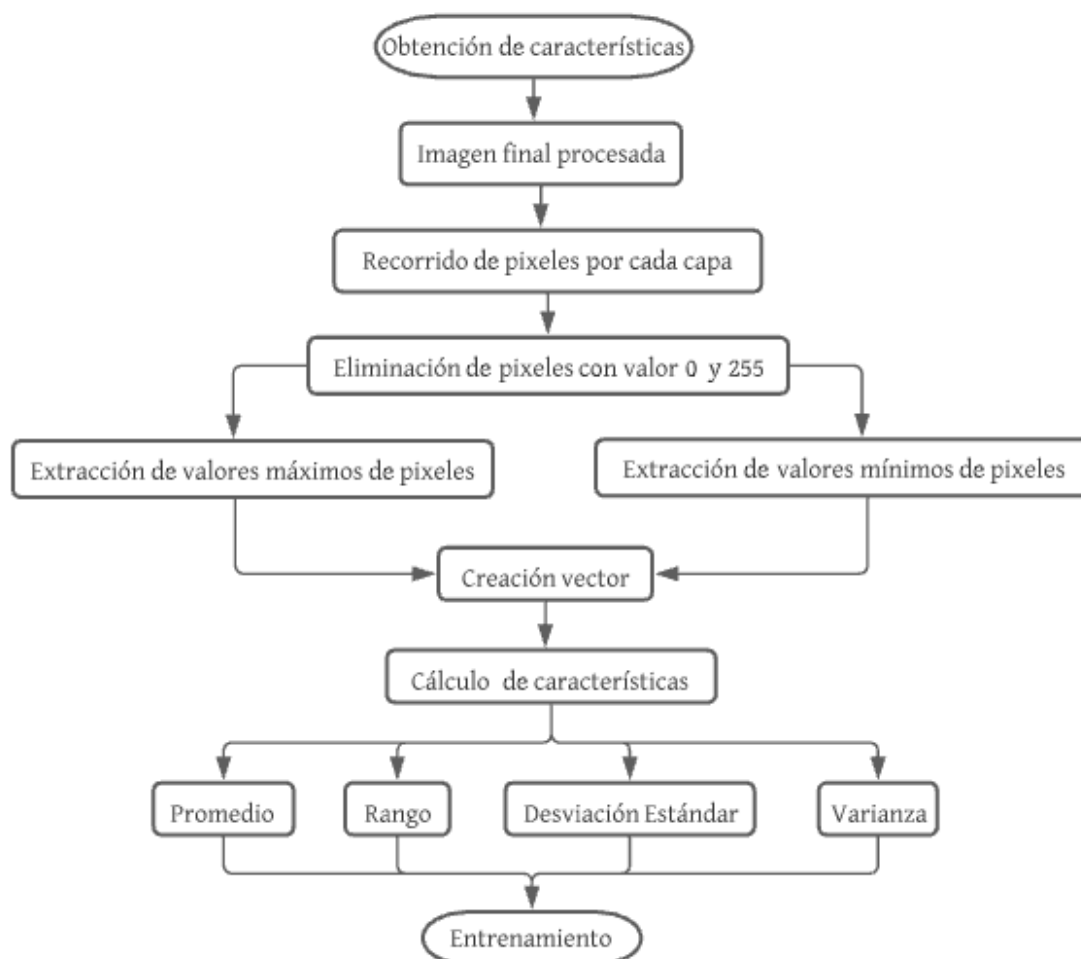 Obtención de características
Imagen final procesada
Recorrido de pixeles por cada capa
Eliminación de pixeles con valor 0 y 255
Extracción de valores máximos de pixeles
Extracción de valores mínimos de pixeles
Creación vector
Cálculo de características
Promedio
Rango
Desviación Estándar
Varianza
Entrenamiento